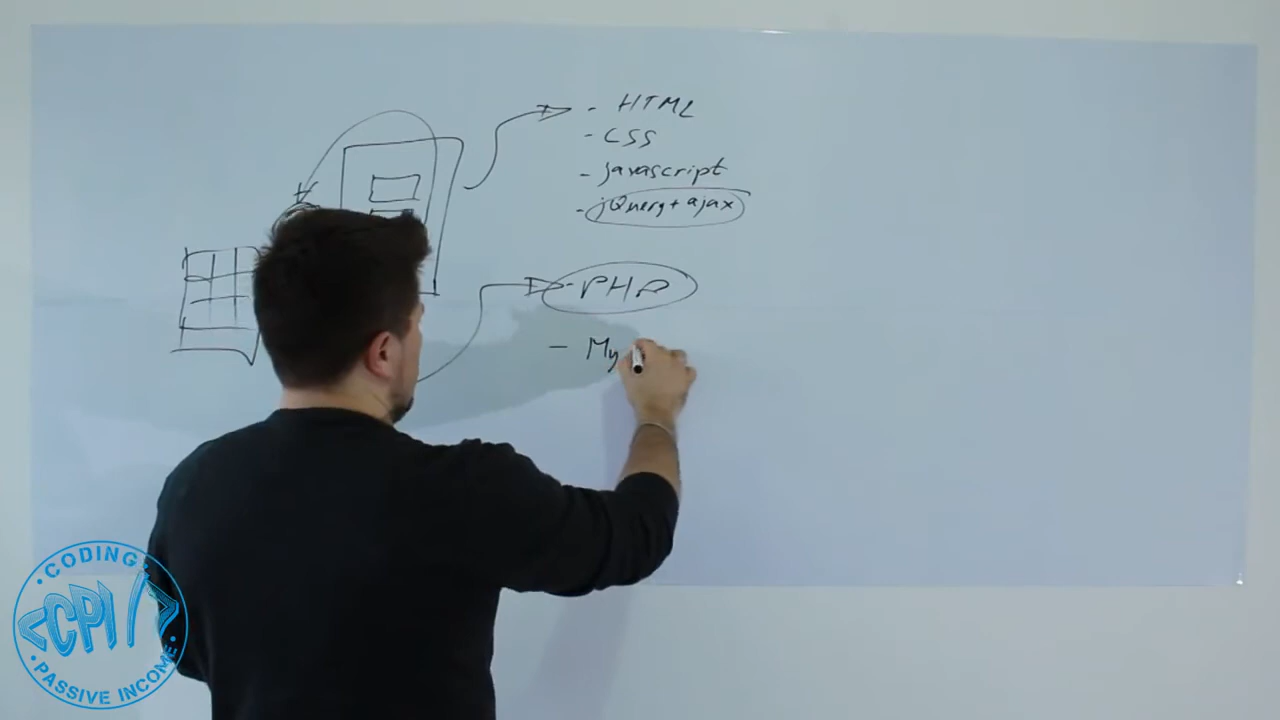 - HTML
- CSS
- javascript
- jQuery + ajax
- PHP
- My
CODING
<CPI/>
PASSIVE INCOME